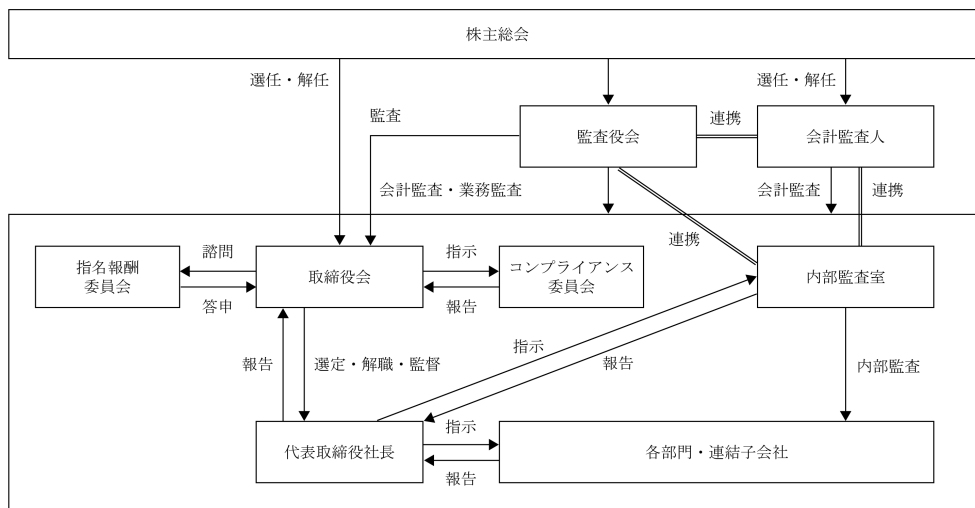 株主総会
選任・解任
選任・解任
監査
監査役会
連携
会計監査人
会計監査・業務監査
会計監査
連携
連携
指名報酬
委員会
諮問
答申
取締役会
指示
報告
コンプライアンス
委員会
内部監査室
報告
選定・解職・監督
指示
報告
内部監査
代表取締役社長
指示
報告
各部門・連結子会社